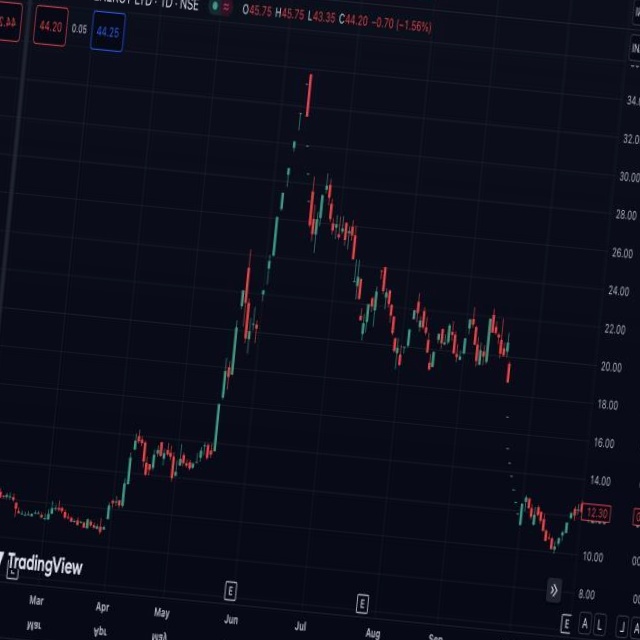 ENERGY LTD · 1D · NSE O45.75 H45.75 L43.35 C44.20 −0.70 (−1.56%)
44.20 0.05 44.25
34.0
32.00
30.00
28.00
26.00
24.00
22.00
20.00
18.00
16.00
14.00
12.30
10.00
8.00
TradingView
E E E A L
Mar Apr May Jun Jul Aug Sep